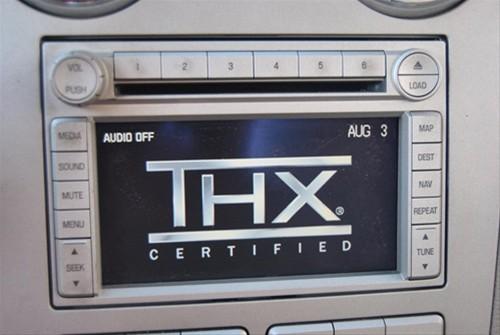 VOL
PUSH
1 2 3 4 5 6
LOAD
MEDIA
SOUND
MUTE
MENU
SEEK
AUDIO OFF
AUG 3
THX®
CERTIFIED
MAP
DEST
NAV
REPEAT
TUNE